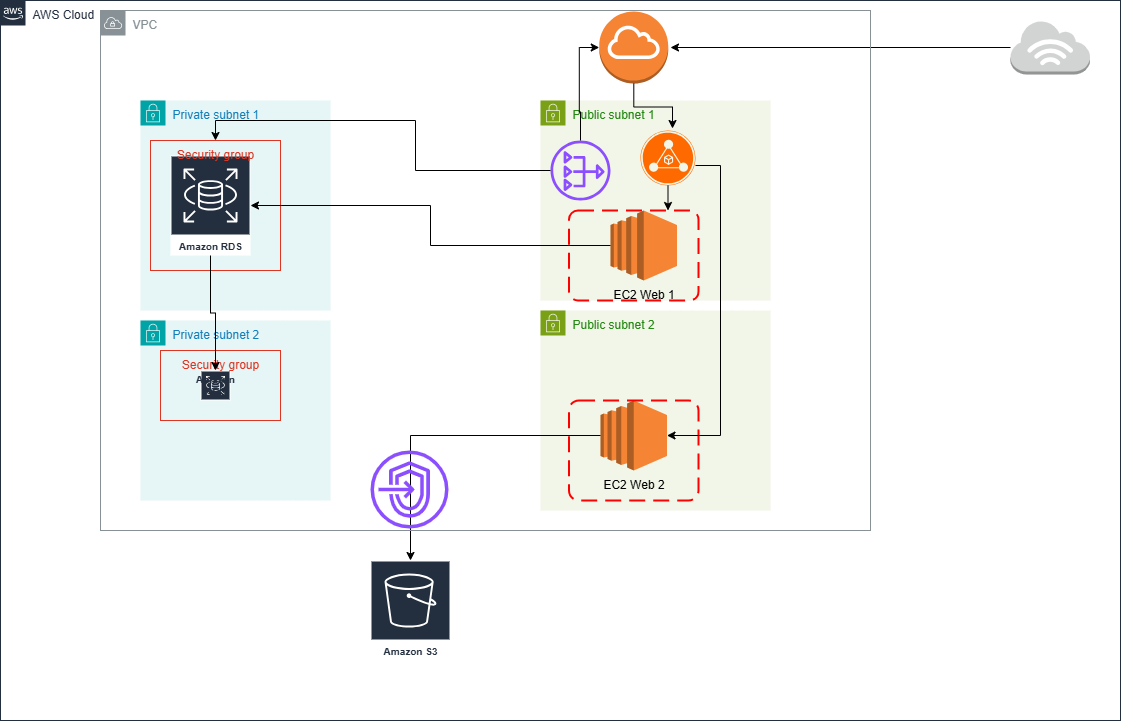 aws
AWS Cloud
VPC
Private subnet 1
Public subnet 1
Security group
Amazon RDS
EC2 Web 1
Private subnet 2
Public subnet 2
Security group
EC2 Web 2
Amazon S3